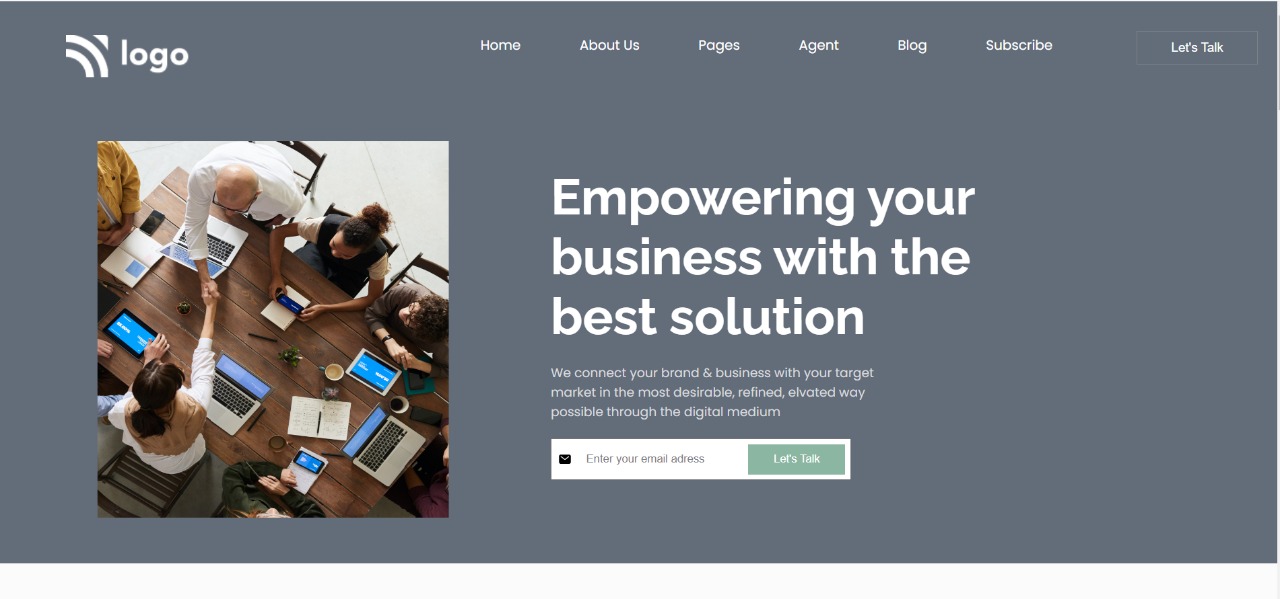 logo
Home About Us Pages Agent Blog Subscribe Let's Talk
Empowering your
business with the
best solution
We connect your brand & business with your target
market in the most desirable, refined, elvated way
possible through the digital medium
Enter your email adress Let's Talk